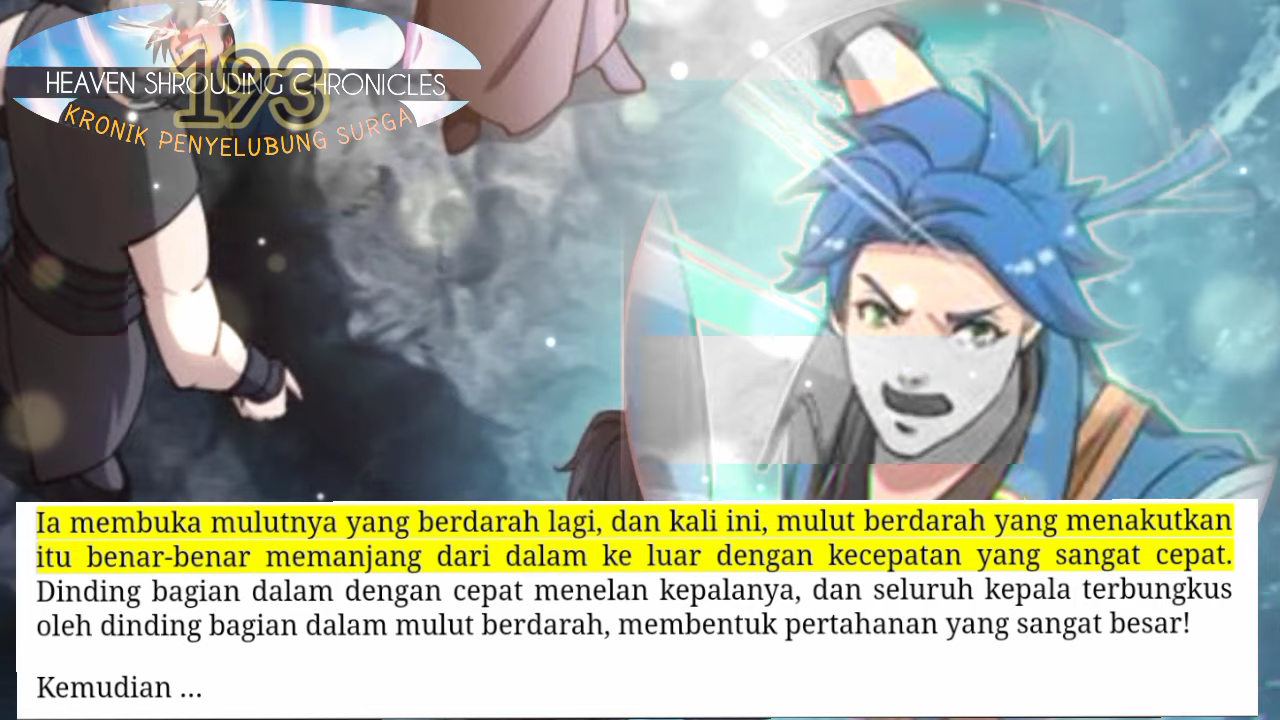 193
HEAVEN SHROUDING CHRONICLES
KRONIK PENYELUBUNG SURGA
Ia membuka mulutnya yang berdarah lagi, dan kali ini, mulut berdarah yang menakutkan
itu benar-benar memanjang dari dalam ke luar dengan kecepatan yang sangat cepat.
Dinding bagian dalam dengan cepat menelan kepalanya, dan seluruh kepala terbungkus
oleh dinding bagian dalam mulut berdarah, membentuk pertahanan yang sangat besar!
Kemudian ...